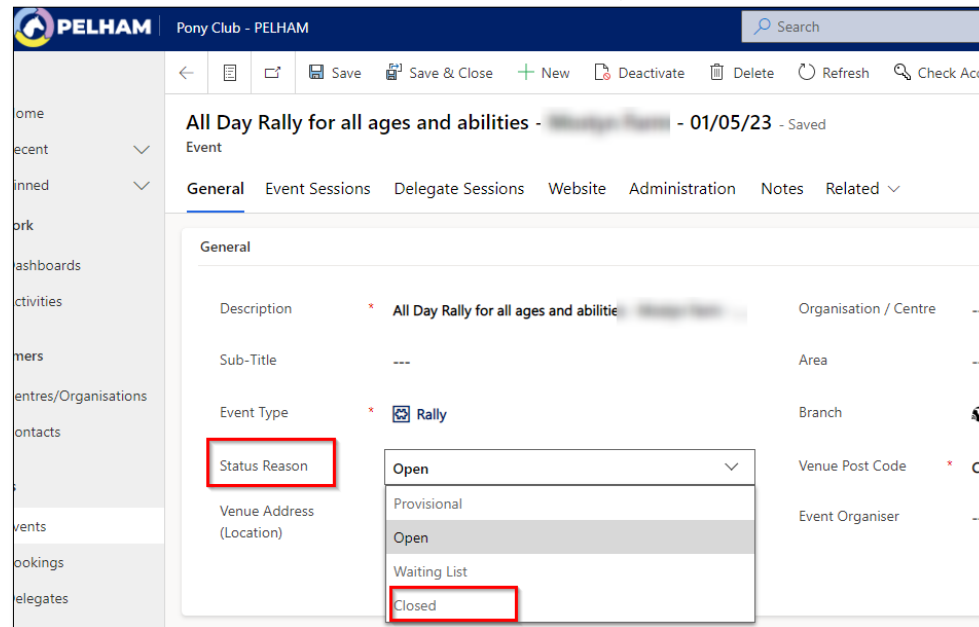 PELHAM Pony Club - PELHAM Search
Save Save & Close New Deactivate Delete Refresh Check Acc
ome
All Day Rally for all ages and abilities - - 01/05/23 - Saved
ecent
Event
inned
General Event Sessions Delegate Sessions Website Administration Notes Related
ork
General
ashboards
ctivities
Description * All Day Rally for all ages and abilitie Organisation / Centre --
mers
Sub-Title --- Area --
entres/Organisations
Event Type * Rally Branch
ontacts
Status Reason Open Venue Post Code * C
s
Provisional
Venue Address
(Location)
Event Organiser --
vents
Open
ookings
Waiting List
elegates
Closed